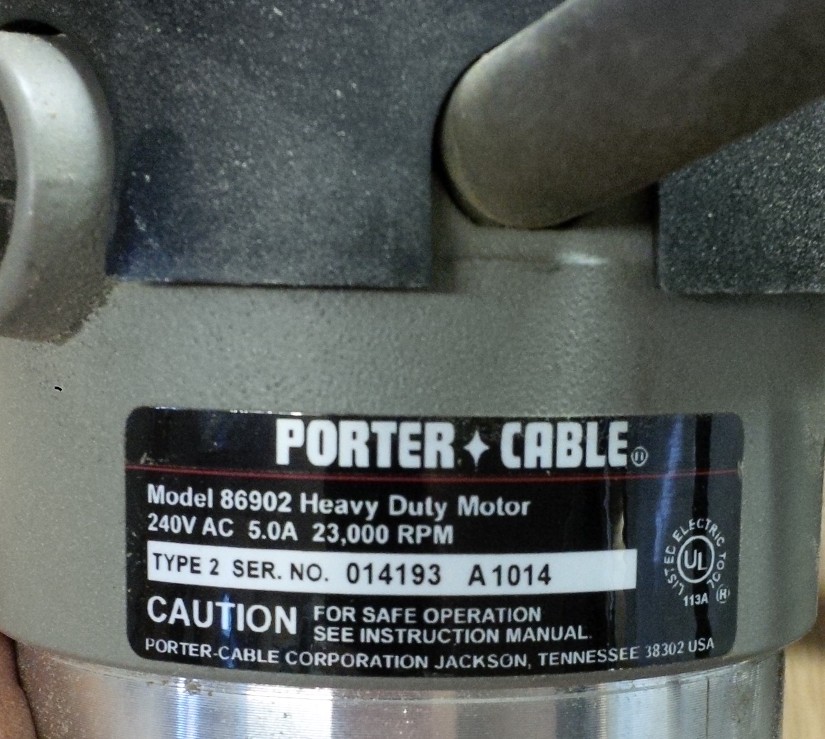 PORTER CABLE ®
Model 86902 Heavy Duty Motor
240V AC 5.0A 23,000 RPM
TYPE 2 SER. NO. 014193 A1014
CAUTION FOR SAFE OPERATION
SEE INSTRUCTION MANUAL.
PORTER-CABLE CORPORATION JACKSON, TENNESSEE 38302 USA
LISTED ELECTRIC TOOL
UL ®
113A